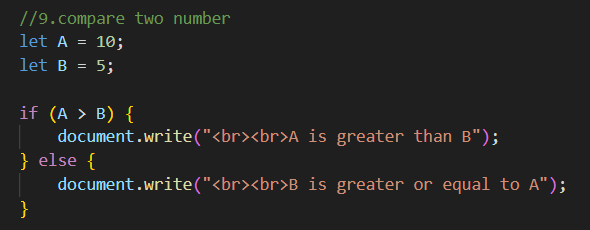 //9.compare two number
let A = 10;
let B = 5;
if (A > B) {
document.write("<br><br>A is greater than B");
} else {
document.write("<br><br>B is greater or equal to A");
}